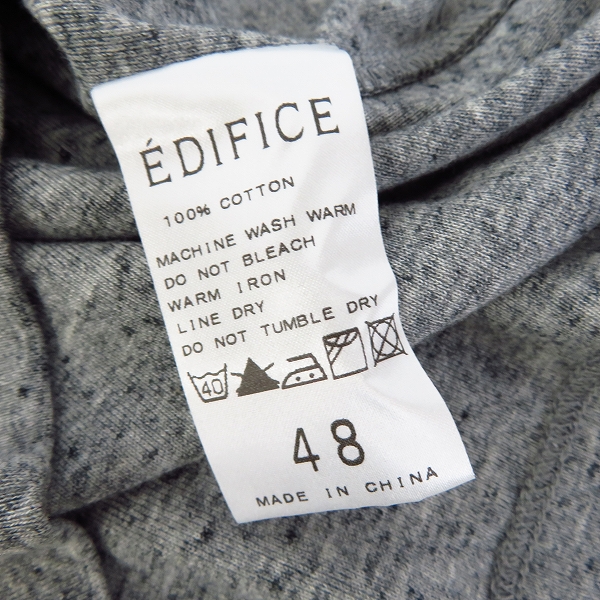 ÉDIFICE
100% COTTON
MACHINE WASH WARM
DO NOT BLEACH
WARM IRON
LINE DRY
DO NOT TUMBLE DRY
40
48
MADE IN CHINA